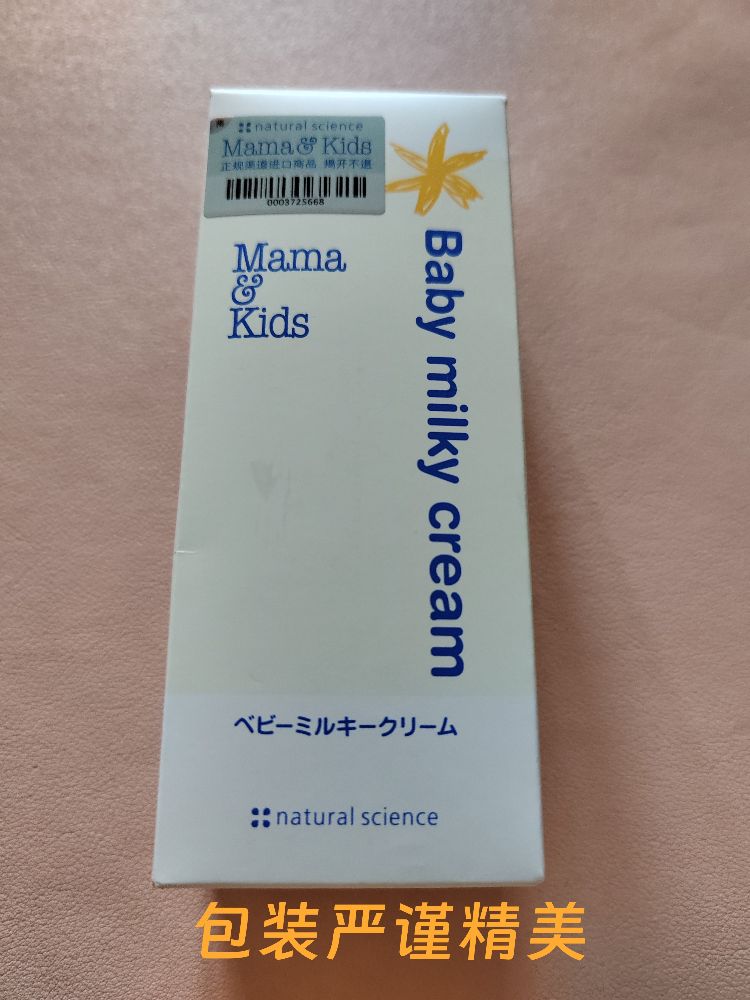 natural science
Mama & Kids
正规渠道进口商品 揭开不退
0003725668
Mama
&
Kids
Baby milky cream
ベビーミルキークリーム
natural science
包装严谨精美